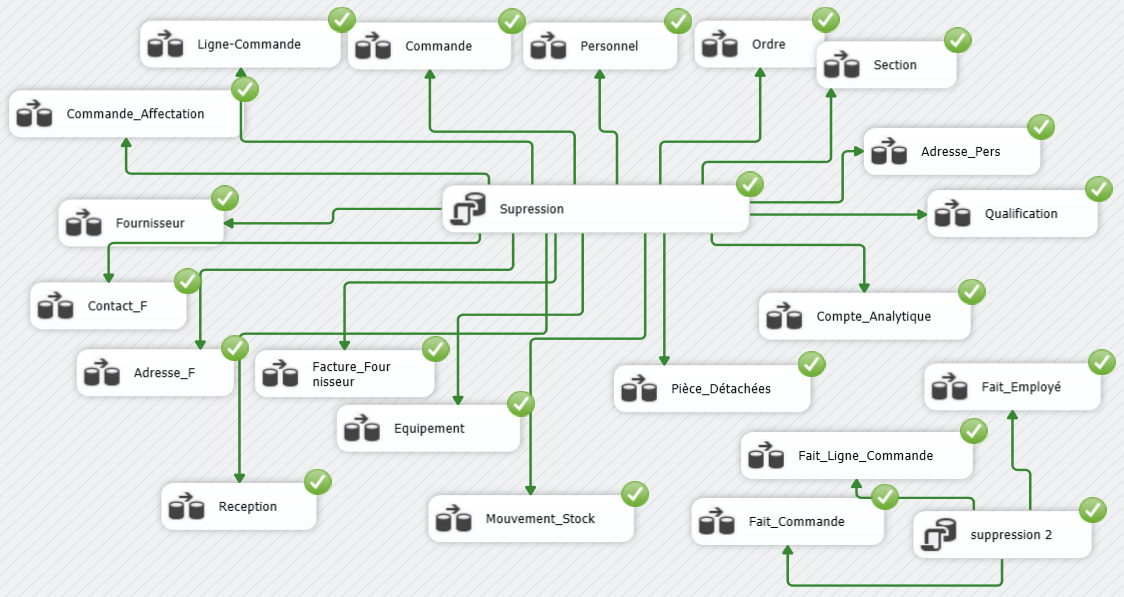 Ligne-Commande
Commande
Personnel
Ordre
Section
Commande_Affectation
Adresse_Pers
Supression
Fournisseur
Qualification
Contact_F
Compte_Analytique
Adresse_F
Facture_Four
nisseur
Pièce_Détachées
Fait_Employé
Equipement
Fait_Ligne_Commande
Reception
Mouvement_Stock
Fait_Commande
suppression 2